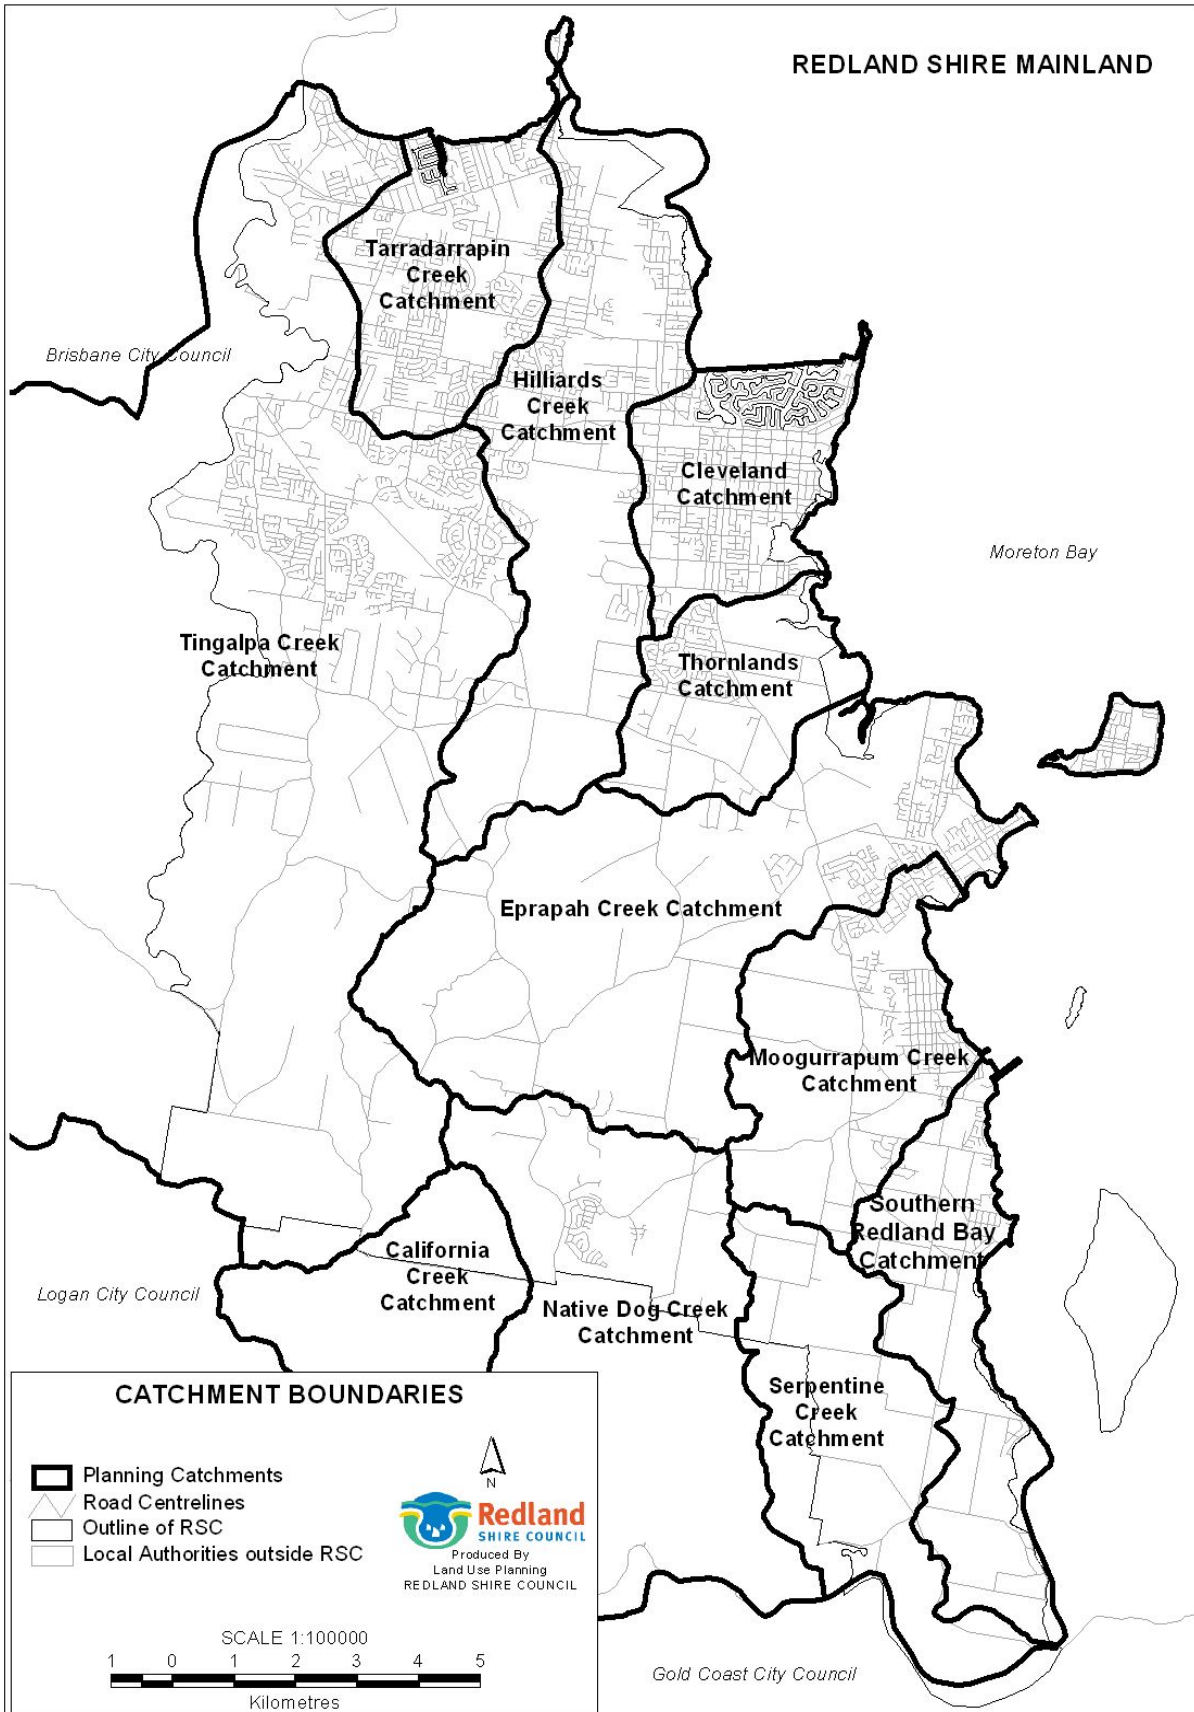 REDLAND SHIRE MAINLAND
Tarradarrapin
Creek
Catchment
Brisbane City Council
Hilliards
Creek
Catchment
Cleveland
Catchment
Moreton Bay
Tingalpa Creek
Catchment
Thornlands
Catchment
Eprapah Creek Catchment
Moogurrapum Creek
Catchment
Southern
Redland Bay
Catchment
California
Creek
Catchment
Logan City Council
Native Dog Creek
Catchment
Serpentine
Creek
Catchment
CATCHMENT BOUNDARIES
Planning Catchments
Road Centrelines
Outline of RSC
Local Authorities outside RSC
N
Redland
SHIRE COUNCIL
Produced By
Land Use Planning
REDLAND SHIRE COUNCIL
SCALE 1:100000
1 0 1 2 3 4 5
Kilometres
Gold Coast City Council